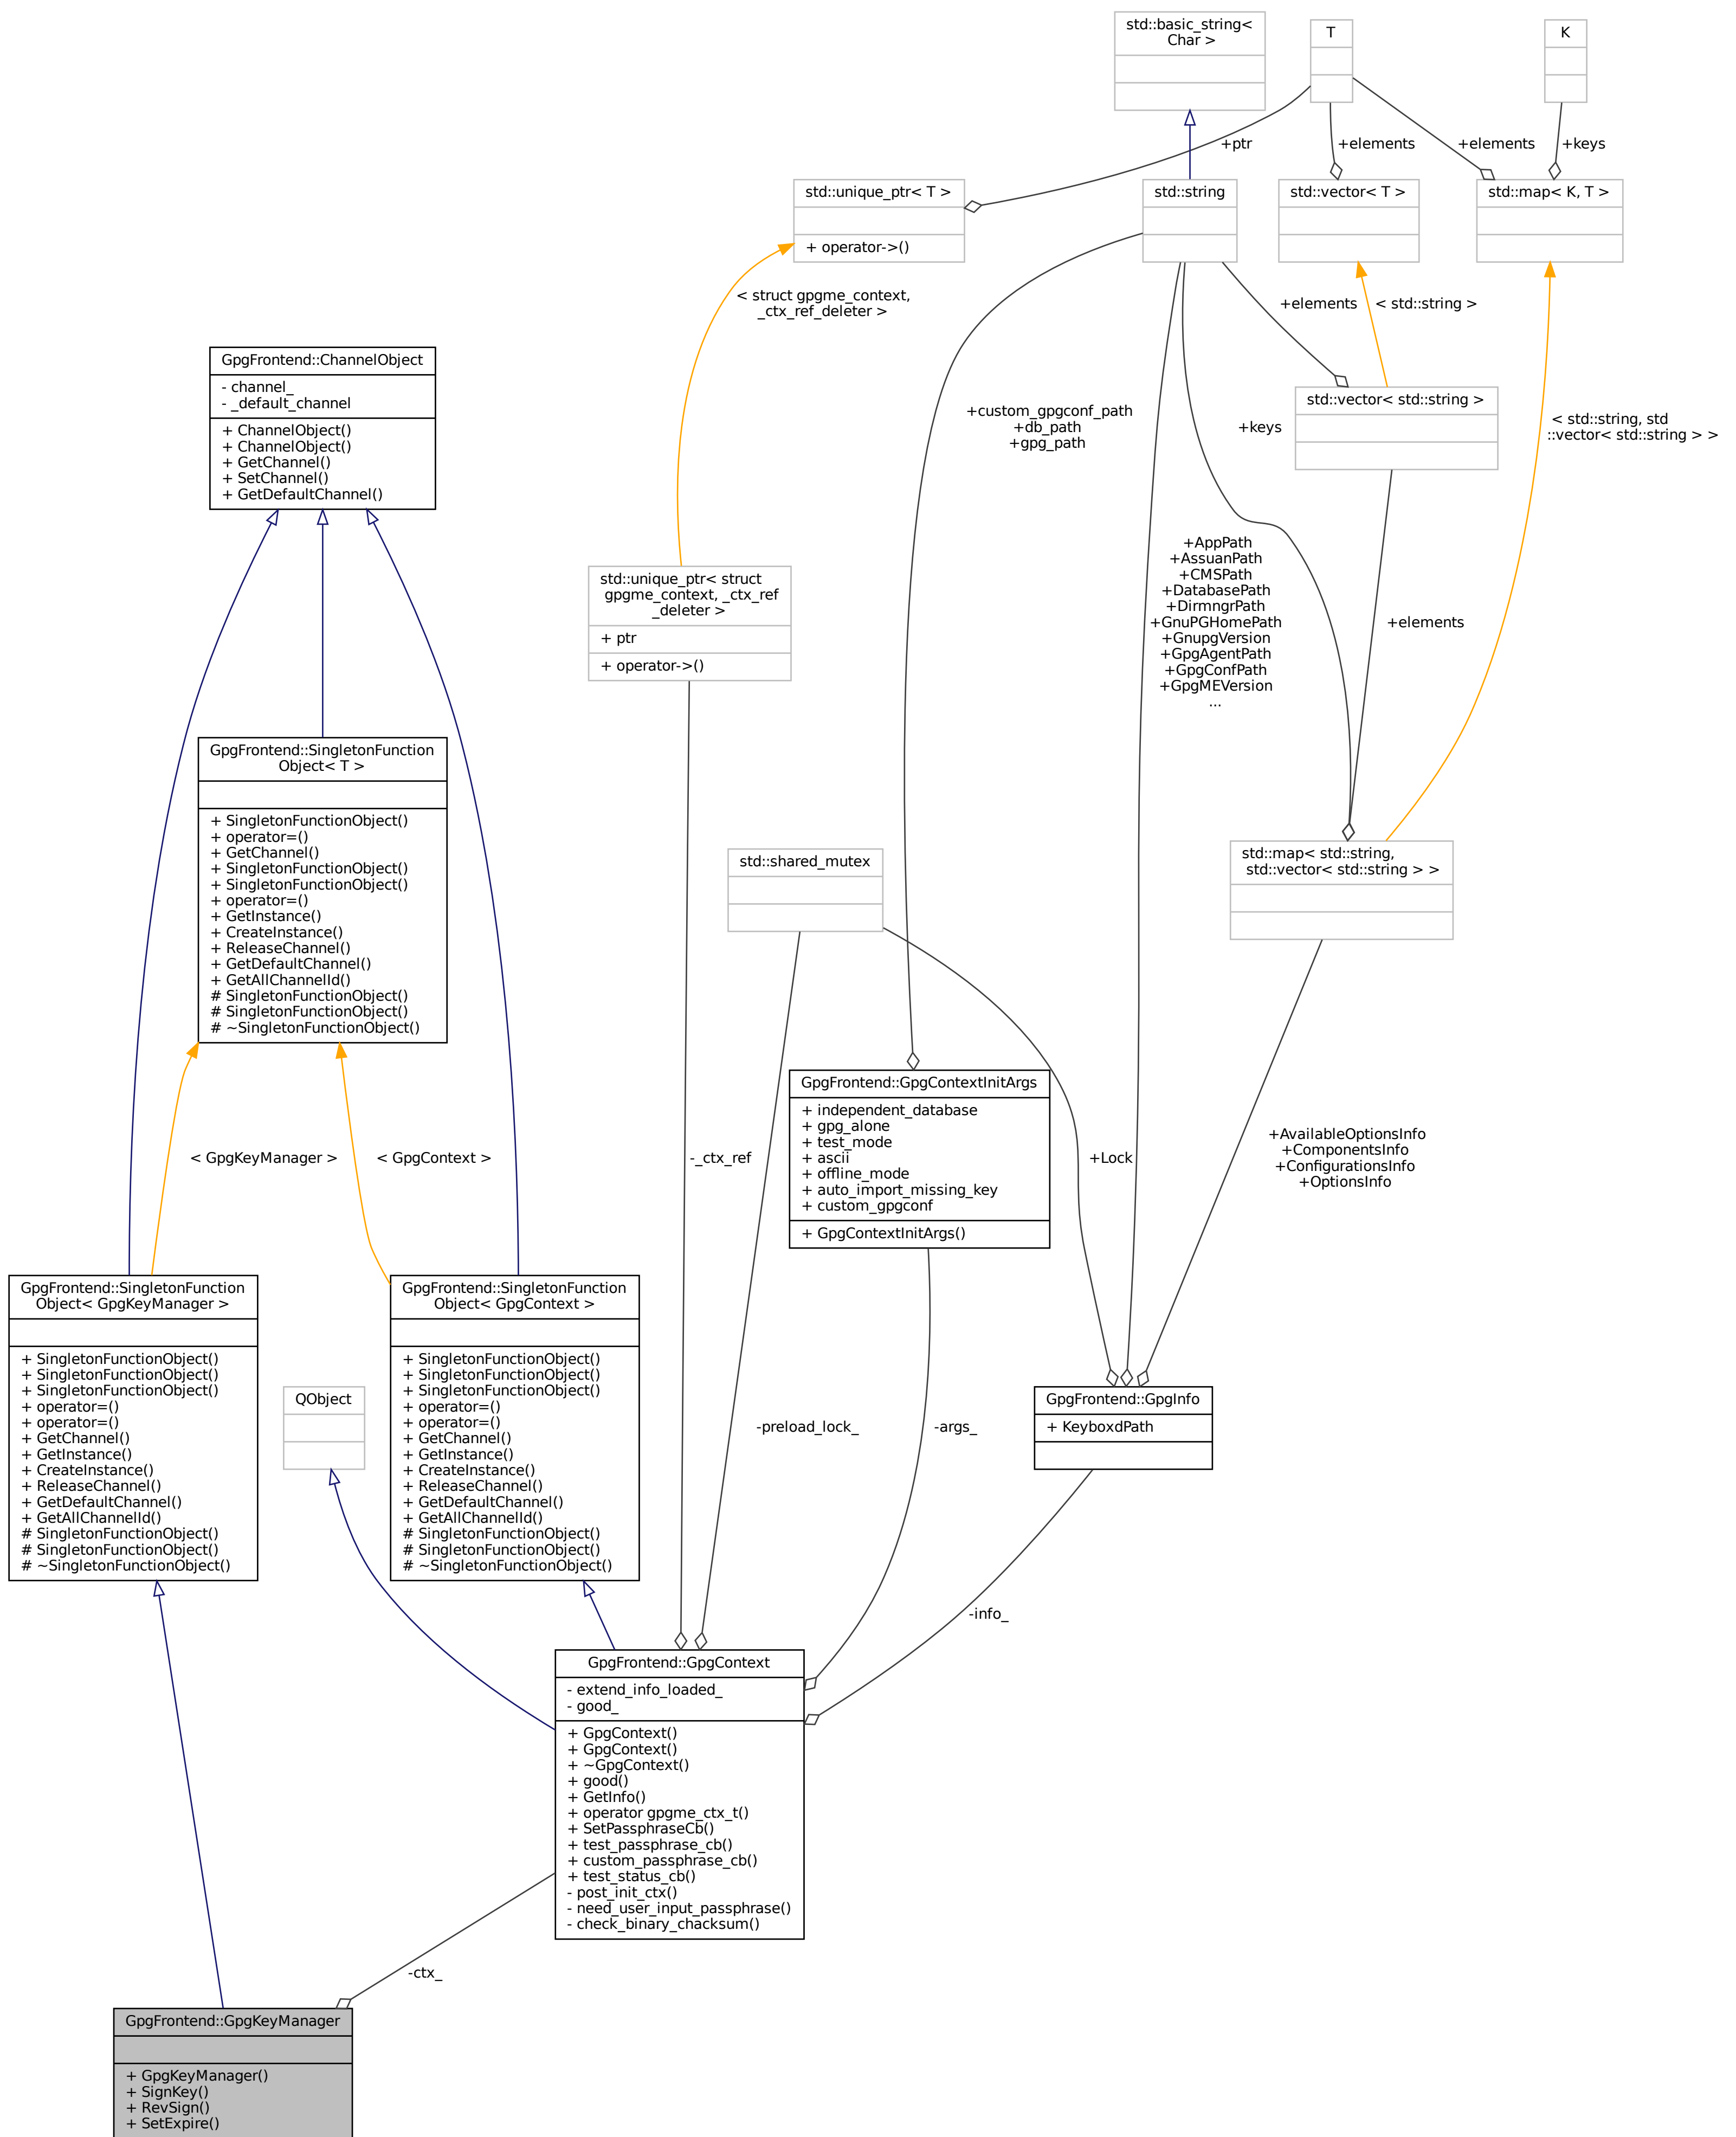 std::basic_string<
Char >
T
K
+ptr
+elements
+elements
+keys
std::unique_ptr< T >
+ operator->()
std::string
std::vector< T >
std::map< K, T >
< struct gpgme_context,
_ctx_ref_deleter >
+elements
< std::string >
GpgFrontend::ChannelObject
- channel_
- _default_channel
+ ChannelObject()
+ ChannelObject()
+ GetChannel()
+ SetChannel()
+ GetDefaultChannel()
+custom_gpgconf_path
+db_path
+gpg_path
+keys
std::vector< std::string >
< std::string, std
::vector< std::string > >
std::unique_ptr< struct
gpgme_context, _ctx_ref
_deleter >
+ ptr
+ operator->()
+AppPath
+AssuanPath
+CMSPath
+DatabasePath
+DirmngrPath
+GnuPGHomePath
+GnupgVersion
+GpgAgentPath
+GpgConfPath
+GpgMEVersion
...
+elements
GpgFrontend::SingletonFunction
Object< T >
+ SingletonFunctionObject()
+ operator=()
+ GetChannel()
+ SingletonFunctionObject()
+ SingletonFunctionObject()
+ operator=()
+ GetInstance()
+ CreateInstance()
+ ReleaseChannel()
+ GetDefaultChannel()
+ GetAllChannelId()
# SingletonFunctionObject()
# SingletonFunctionObject()
# ~SingletonFunctionObject()
std::shared_mutex
std::map< std::string,
std::vector< std::string > >
< GpgKeyManager >
< GpgContext >
-_ctx_ref
GpgFrontend::GpgContextInitArgs
+ independent_database
+ gpg_alone
+ test_mode
+ ascii
+ offline_mode
+ auto_import_missing_key
+ custom_gpgconf
+ GpgContextInitArgs()
+Lock
+AvailableOptionsInfo
+ComponentsInfo
+ConfigurationsInfo
+OptionsInfo
GpgFrontend::SingletonFunction
Object< GpgKeyManager >
+ SingletonFunctionObject()
+ SingletonFunctionObject()
+ SingletonFunctionObject()
+ operator=()
+ operator=()
+ GetChannel()
+ GetInstance()
+ CreateInstance()
+ ReleaseChannel()
+ GetDefaultChannel()
+ GetAllChannelId()
# SingletonFunctionObject()
# SingletonFunctionObject()
# ~SingletonFunctionObject()
QObject
GpgFrontend::SingletonFunction
Object< GpgContext >
+ SingletonFunctionObject()
+ SingletonFunctionObject()
+ SingletonFunctionObject()
+ operator=()
+ operator=()
+ GetChannel()
+ GetInstance()
+ CreateInstance()
+ ReleaseChannel()
+ GetDefaultChannel()
+ GetAllChannelId()
# SingletonFunctionObject()
# SingletonFunctionObject()
# ~SingletonFunctionObject()
-preload_lock_
-args_
GpgFrontend::GpgInfo
+ KeyboxdPath
-info_
GpgFrontend::GpgContext
- extend_info_loaded_
- good_
+ GpgContext()
+ GpgContext()
+ ~GpgContext()
+ good()
+ GetInfo()
+ operator gpgme_ctx_t()
+ SetPassphraseCb()
+ test_passphrase_cb()
+ custom_passphrase_cb()
+ test_status_cb()
- post_init_ctx()
- need_user_input_passphrase()
- check_binary_chacksum()
-ctx_
GpgFrontend::GpgKeyManager
+ GpgKeyManager()
+ SignKey()
+ RevSign()
+ SetExpire()